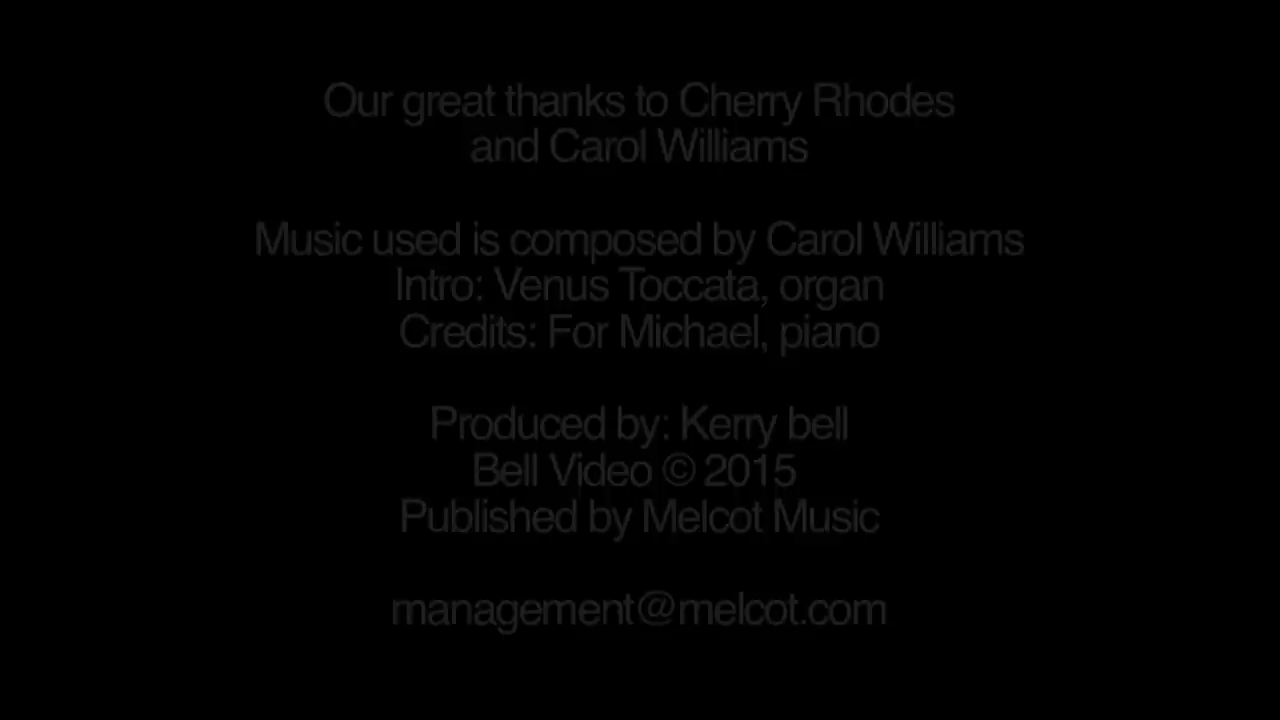 Our great thanks to Cherry Rhodes
and Carol Williams
Music used is composed by Carol Williams
Intro: Venus Toccata, organ
Credits: For Michael, piano
Produced by: Kerry bell
Bell Video © 2015
Published by Melcot Music
management@melcot.com